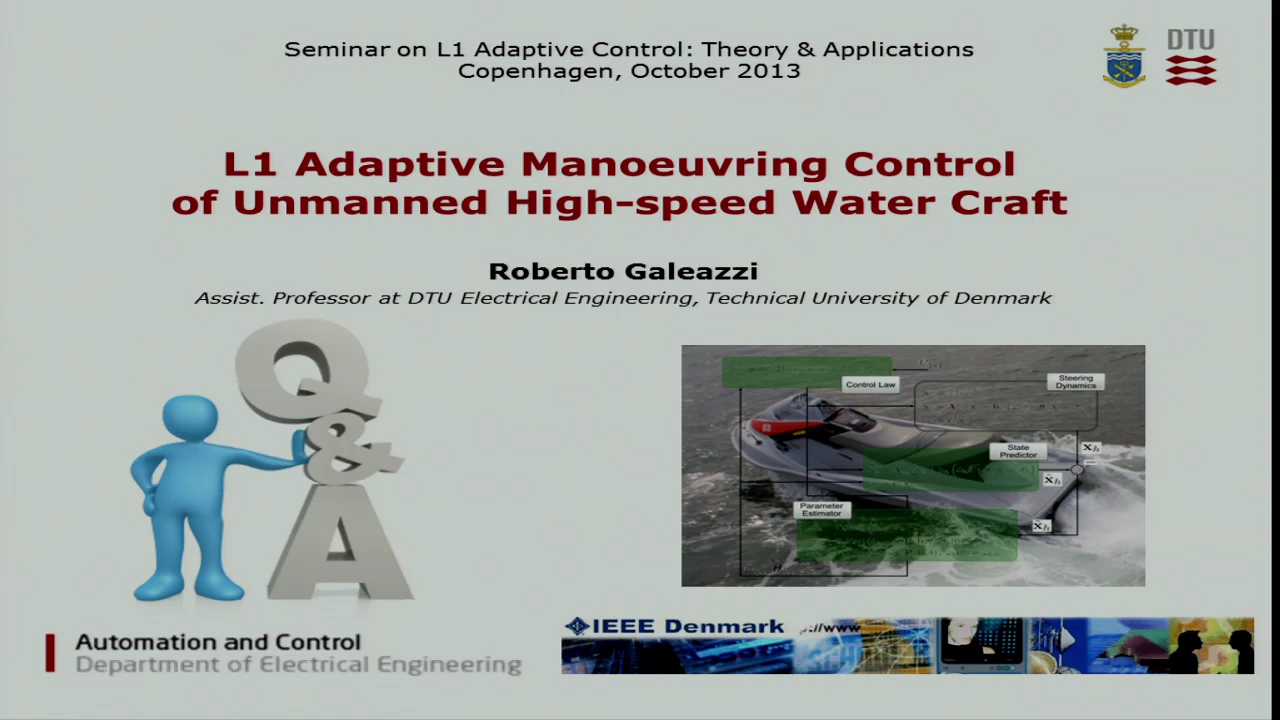 Seminar on L1 Adaptive Control: Theory & Applications
Copenhagen, October 2013
DTU
L1 Adaptive Manoeuvring Control
of Unmanned High-speed Water Craft
Roberto Galeazzi
Assist. Professor at DTU Electrical Engineering, Technical University of Denmark
Q
&
A
Control Law
Steering
Dynamics
State
Predictor
Parameter
Estimator
Automation and Control
Department of Electrical Engineering
IEEE Denmark
://www